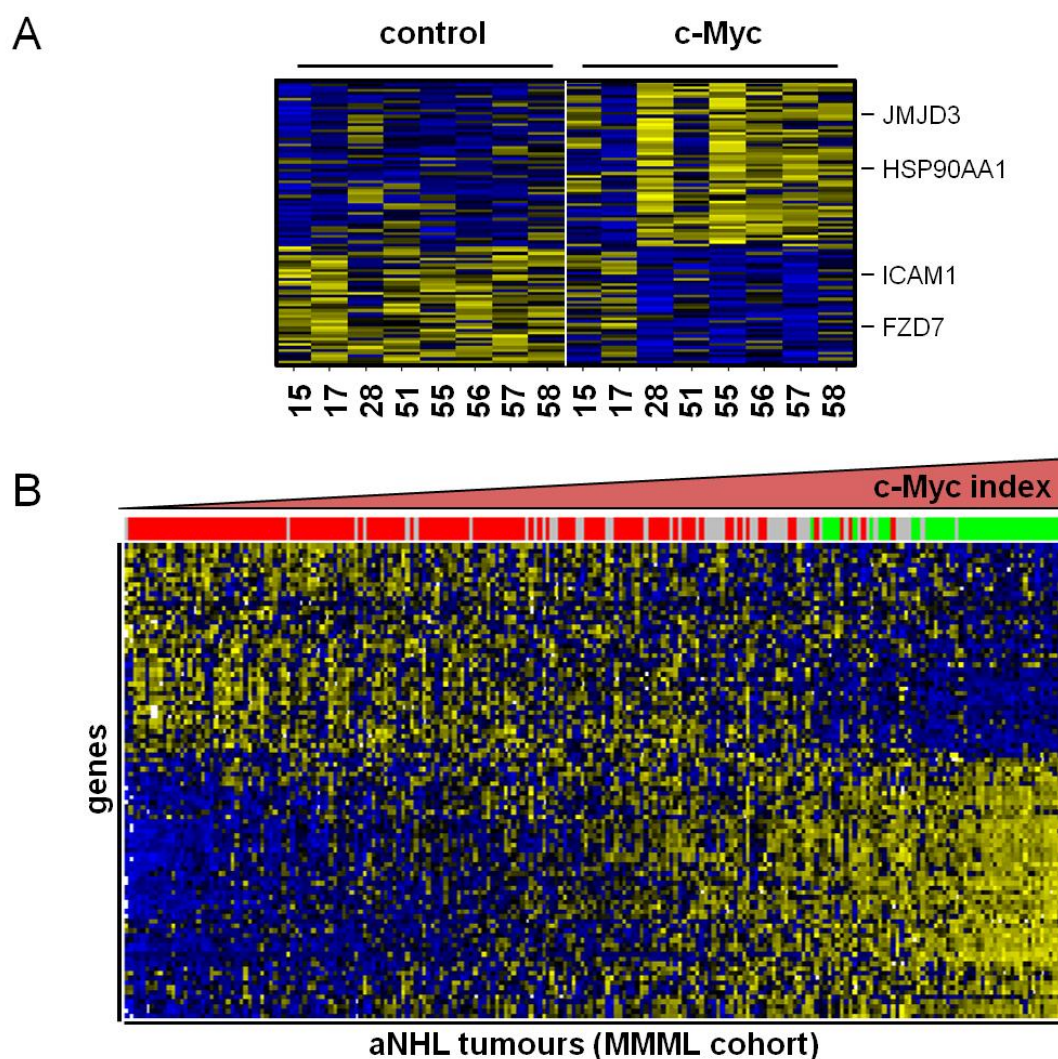 A
control c-Myc
JMJD3
HSP90AA1
ICAM1
FZD7
15 17 28 51 55 56 57 58 15 17 28 51 55 56 57 58
B
c-Myc index
genes
aNHL tumours (MMML cohort)